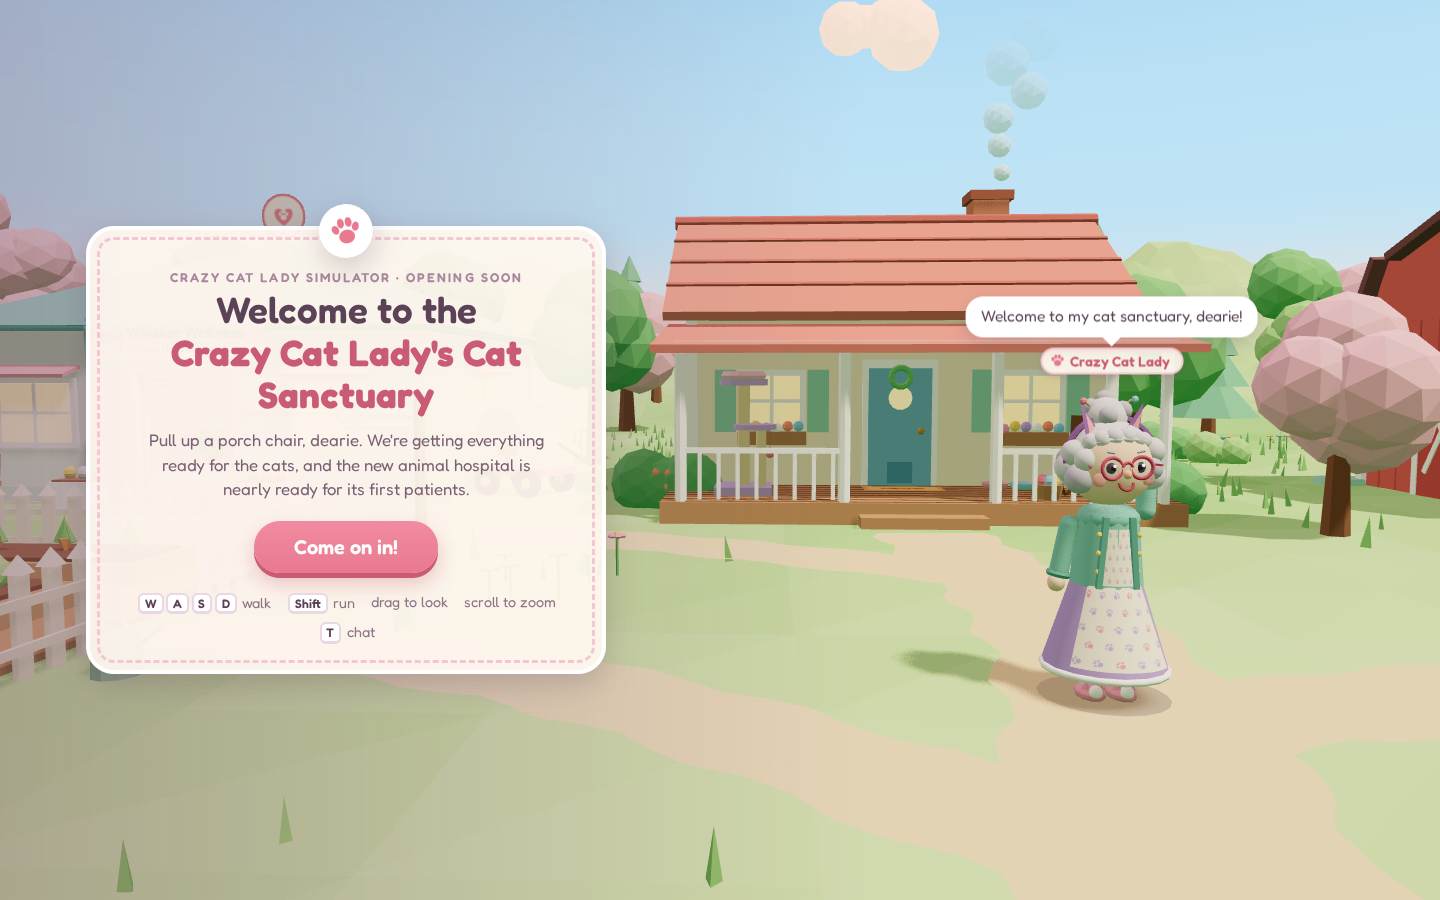 CRAZY CAT LADY SIMULATOR · OPENING SOON
Welcome to the
Crazy Cat Lady's Cat
Sanctuary
Pull up a porch chair, dearie. We're getting everything
ready for the cats, and the new animal hospital is
nearly ready for its first patients.
Come on in!
W A S D walk Shift run drag to look scroll to zoom
T chat
Welcome to my cat sanctuary, dearie!
Crazy Cat Lady